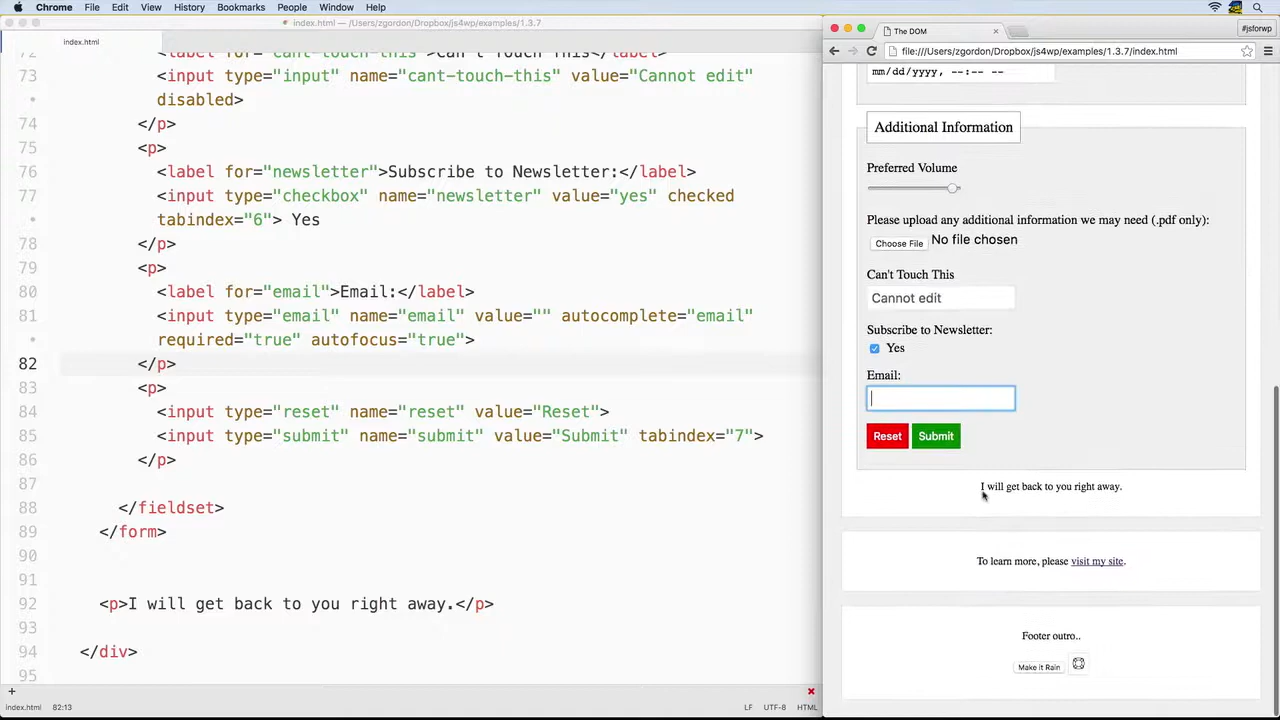 Chrome File Edit View History Bookmarks People Window Help
index.html — /Users/zgordon/Dropbox/js4wp/examples/1.3.7
index.html
73 <input type="input" name="cant-touch-this" value="Cannot edit"
disabled>
74 </p>
75 <p>
76 <label for="newsletter">Subscribe to Newsletter:</label>
77 <input type="checkbox" name="newsletter" value="yes" checked
tabindex="6"> Yes
78 </p>
79 <p>
80 <label for="email">Email:</label>
81 <input type="email" name="email" value="" autocomplete="email"
required="true" autofocus="true">
82 </p>
83 <p>
84 <input type="reset" name="reset" value="Reset">
85 <input type="submit" name="submit" value="Submit" tabindex="7">
86 </p>
87
88 </fieldset>
89 </form>
90
91
92 <p>I will get back to you right away.</p>
93
94 </div>
95
index.html 82:13 LF UTF-8 HTML
The DOM
#jsforwp
file:///Users/zgordon/Dropbox/js4wp/examples/1.3.7/index.html
mm/dd/yyyy, --:-- --
Additional Information
Preferred Volume
Please upload any additional information we may need (.pdf only):
Choose File No file chosen
Can't Touch This
Cannot edit
Subscribe to Newsletter:
Yes
Email:
Reset Submit
I will get back to you right away.
To learn more, please visit my site.
Footer outro..
Make it Rain